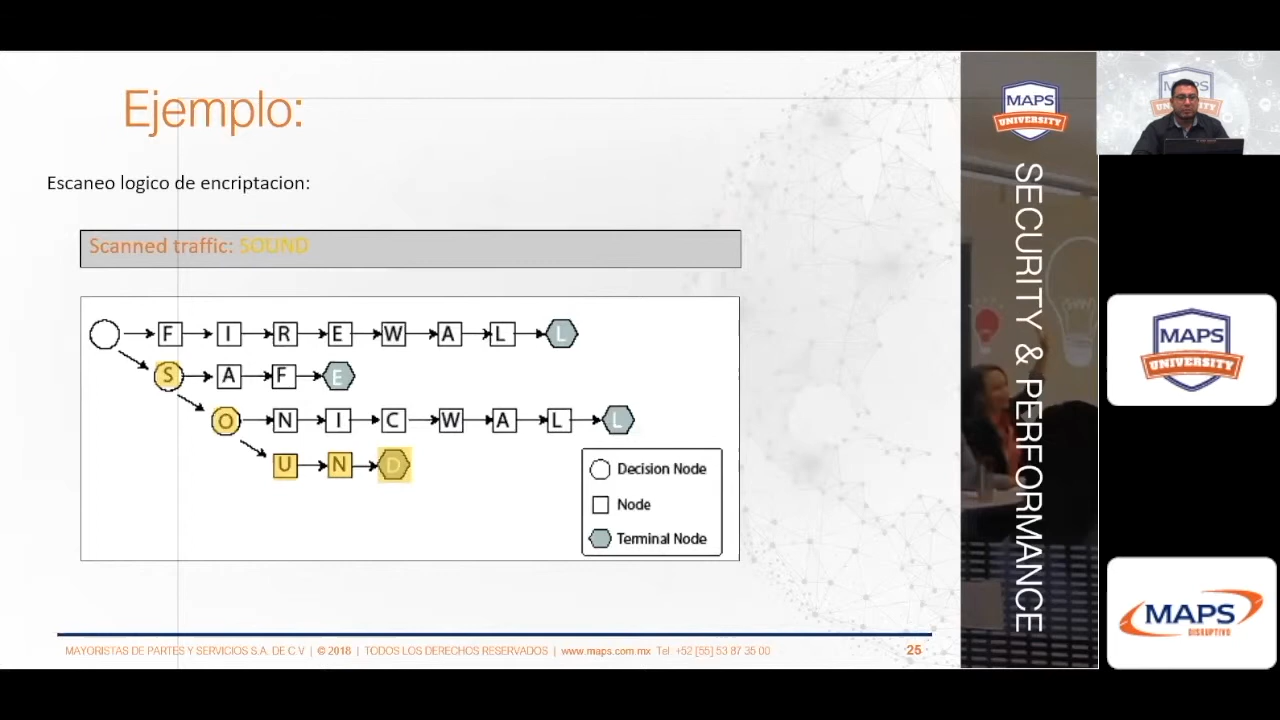 Ejemplo:
Escaneo logico de encriptacion:
Scanned traffic: SOUND
F I R E W A L L
S A F E
O N I C W A L L
U N D
Decision Node
Node
Terminal Node
MAYORISTAS DE PARTES Y SERVICIOS S.A. DE C.V. | © 2018 | TODOS LOS DERECHOS RESERVADOS | www.maps.com.mx Tel +52 [55] 53 87 35 00
25
MAPS
UNIVERSITY
SECURITY & PERFORMANCE
MAPS
UNIVERSITY
MAPS
DISRUPTIVO